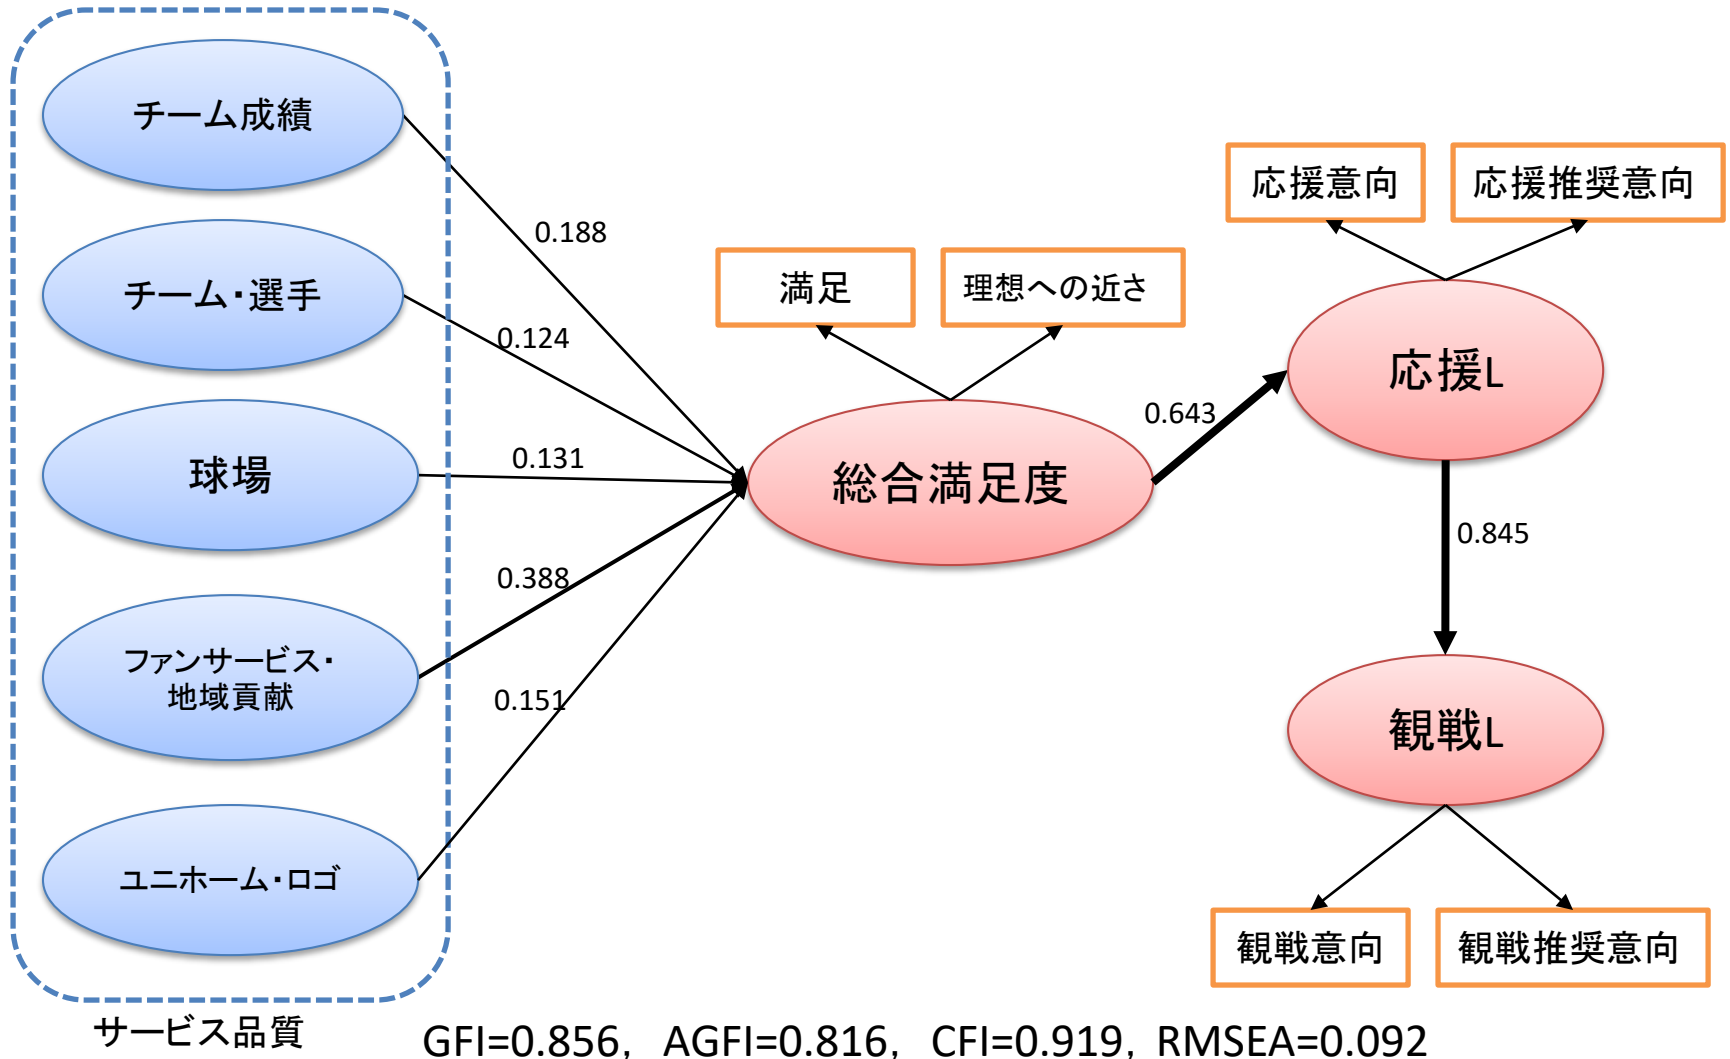 チーム成績
チーム・選手
球場
ファンサービス・
地域貢献
ユニホーム・ロゴ
サービス品質
0.188
0.124
0.131
0.388
0.151
満足
理想への近さ
総合満足度
0.643
応援意向
応援推奨意向
応援L
0.845
観戦L
観戦意向
観戦推奨意向
GFI=0.856, AGFI=0.816, CFI=0.919, RMSEA=0.092